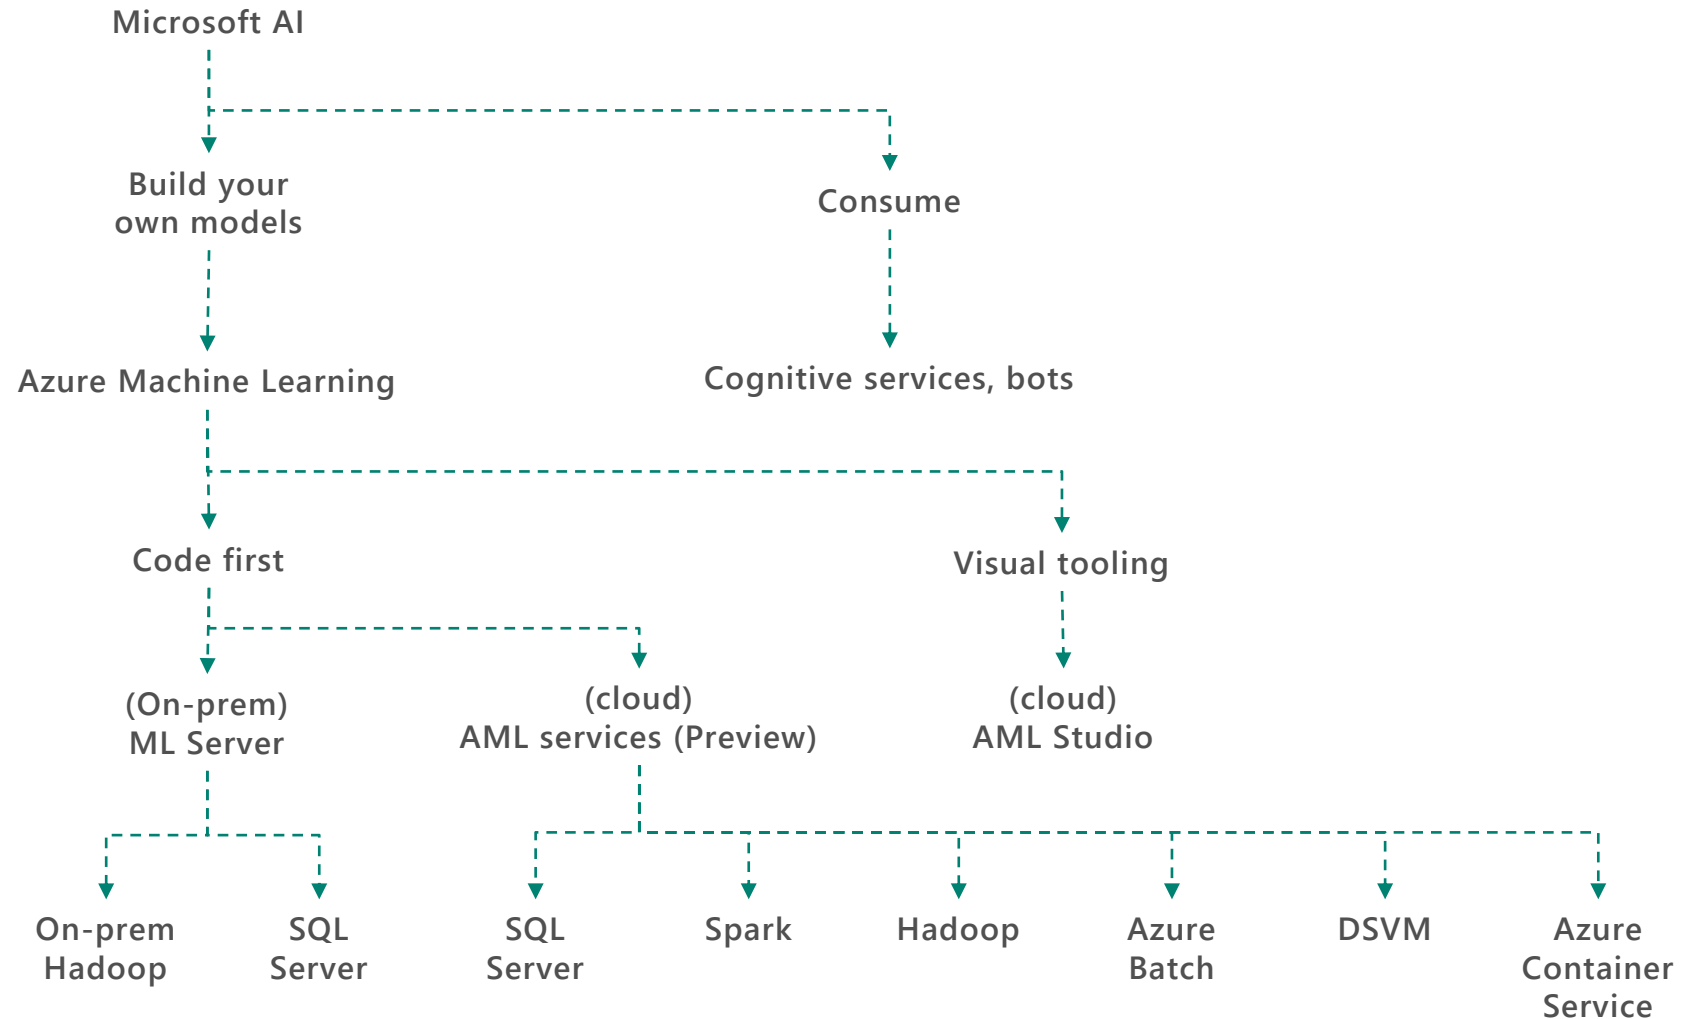 Microsoft AI
Build your
own models
Consume
Azure Machine Learning
Cognitive services, bots
Code first
Visual tooling
(On-prem)
ML Server
(cloud)
AML services (Preview)
(cloud)
AML Studio
On-prem
Hadoop
SQL
Server
SQL
Server
Spark
Hadoop
Azure
Batch
DSVM
Azure
Container
Service